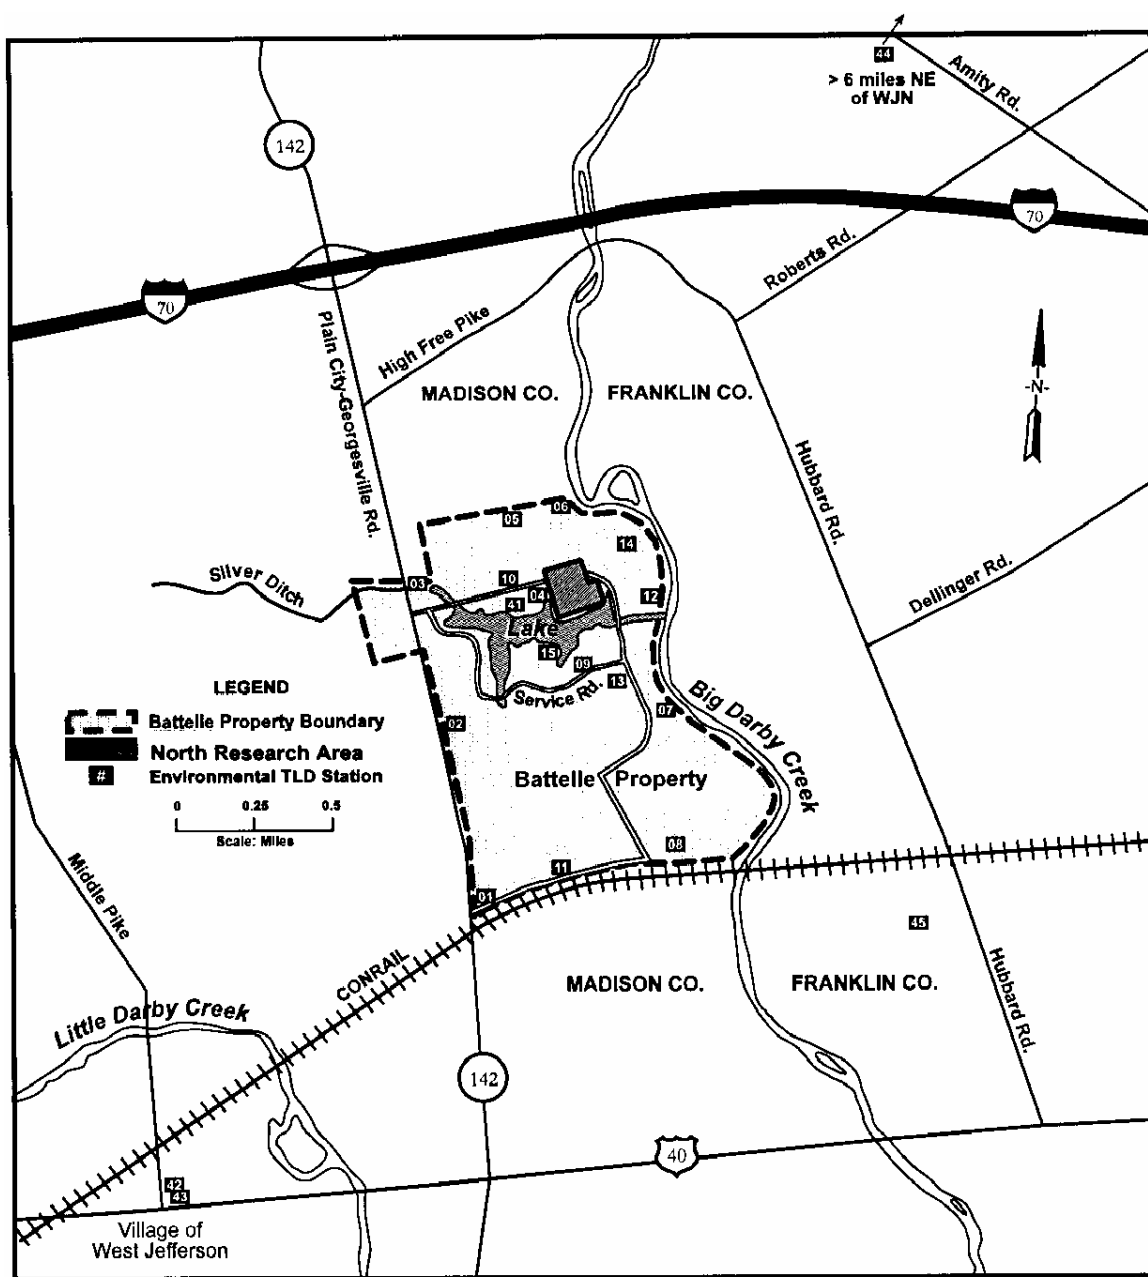 44
> 6 miles NE
of WJN
Amity Rd.
142
70
Roberts Rd.
70
High Free Pike
Plain City-Georgesville Rd.
MADISON CO.
FRANKLIN CO.
-N-
Hubbard Rd.
05
06
14
Silver Ditch
03
10
04
41
12
Dellinger Rd.
Lake
15
09
13
Service Rd.
07
02
Big Darby Creek
LEGEND
Battelle Property Boundary
North Research Area
# Environmental TLD Station
0 0.25 0.5
Scale: Miles
Battelle Property
08
11
01
Middle Pike
45
CONRAIL
MADISON CO.
FRANKLIN CO.
Hubbard Rd.
Little Darby Creek
142
40
42
43
Village of
West Jefferson